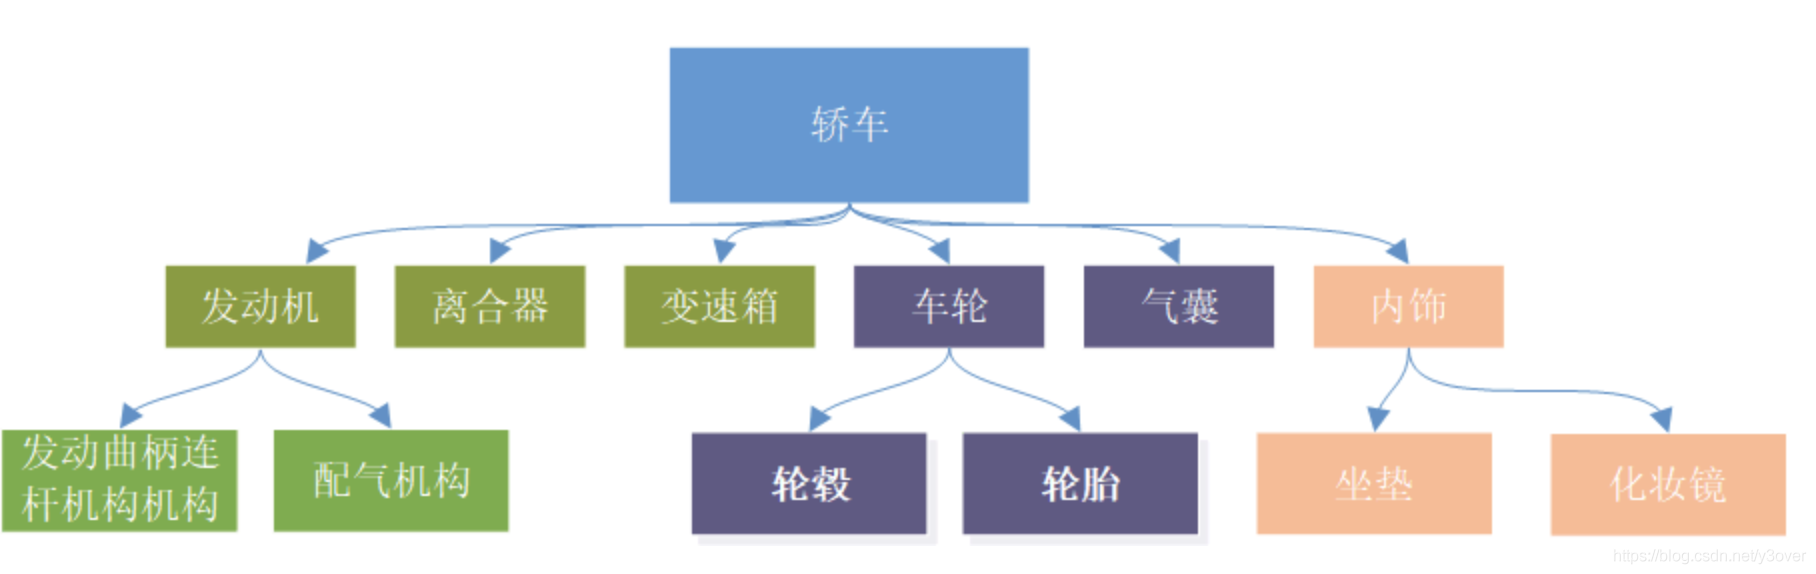 轿车
发动机
离合器
变速箱
车轮
气囊
内饰
发动曲柄连
杆机构机构
配气机构
轮毂
轮胎
坐垫
化妆镜
https://blog.csdn.net/y3over